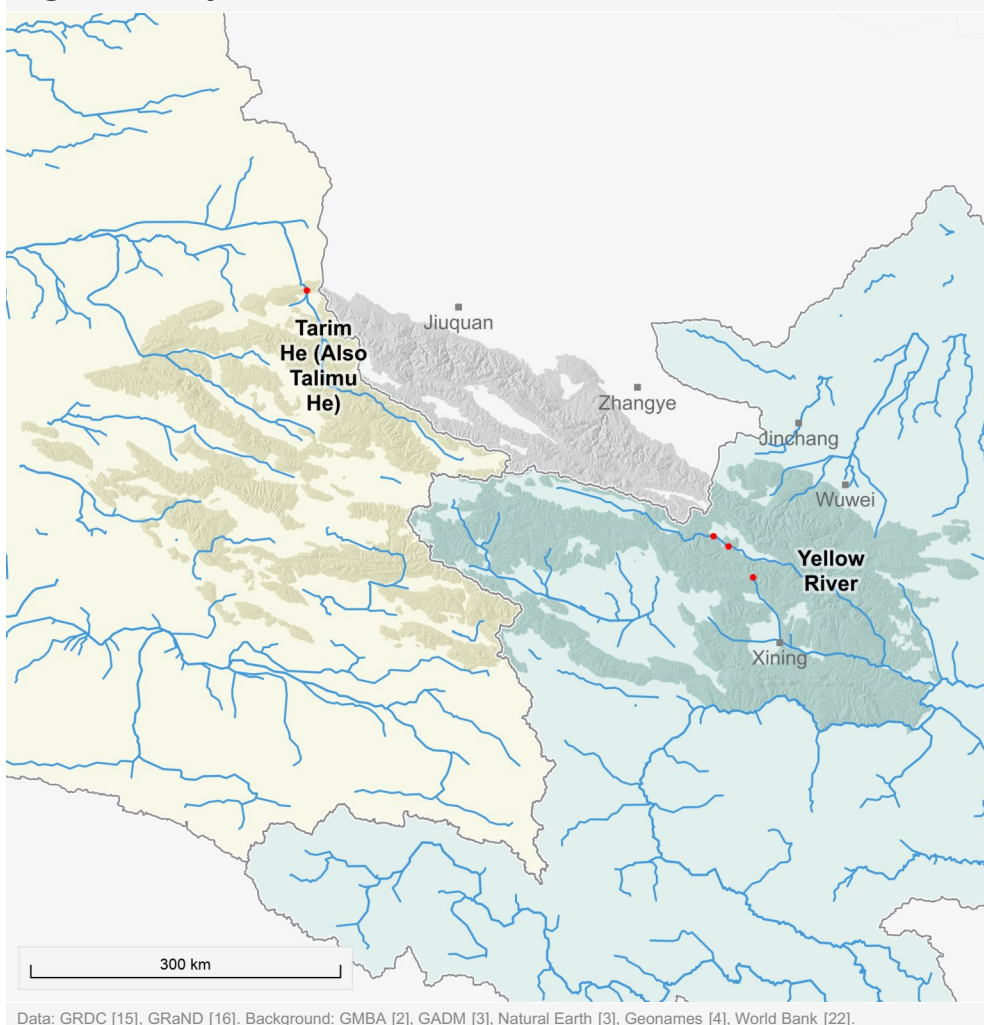 Jiuquan
Tarim
He (Also
Talimu
He)
Zhangye
Jinchang
Wuwei
Yellow
River
Xining
300 km
Data: GRDC [15], GRanD [16]. Background: GMBA [2], GADM [3], Natural Earth [3], Geonames [4], World Bank [22].